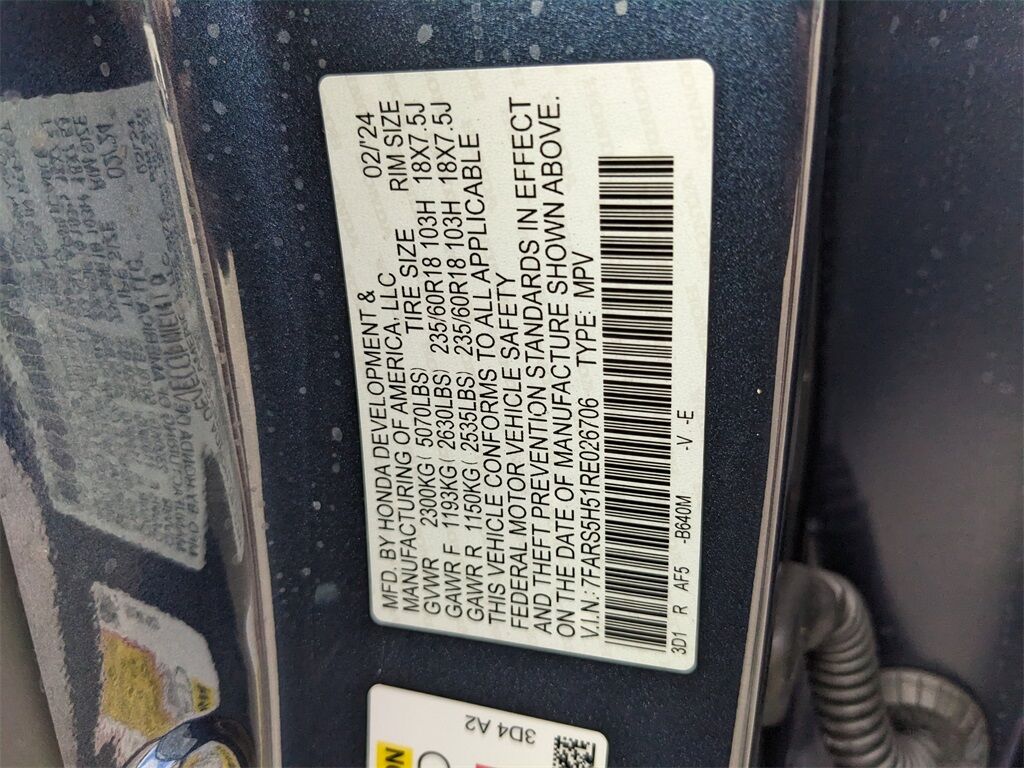 MFD. BY HONDA DEVELOPMENT & 02/'24
MANUFACTURING OF AMERICA, LLC
TIRE SIZE RIM SIZE
GVWR 2300KG ( 5070LBS)
GAWR F 1193KG ( 2630LBS) 235/60R18 103H 18X7.5J
GAWR R 1150KG ( 2535LBS) 235/60R18 103H 18X7.5J
THIS VEHICLE CONFORMS TO ALL APPLICABLE
FEDERAL MOTOR VEHICLE SAFETY
AND THEFT PREVENTION STANDARDS IN EFFECT
ON THE DATE OF MANUFACTURE SHOWN ABOVE.
V.I.N.: 7FARS5H51RE026706 TYPE: MPV
3D1 R AF5 -B640M -V -E
3D4 A2